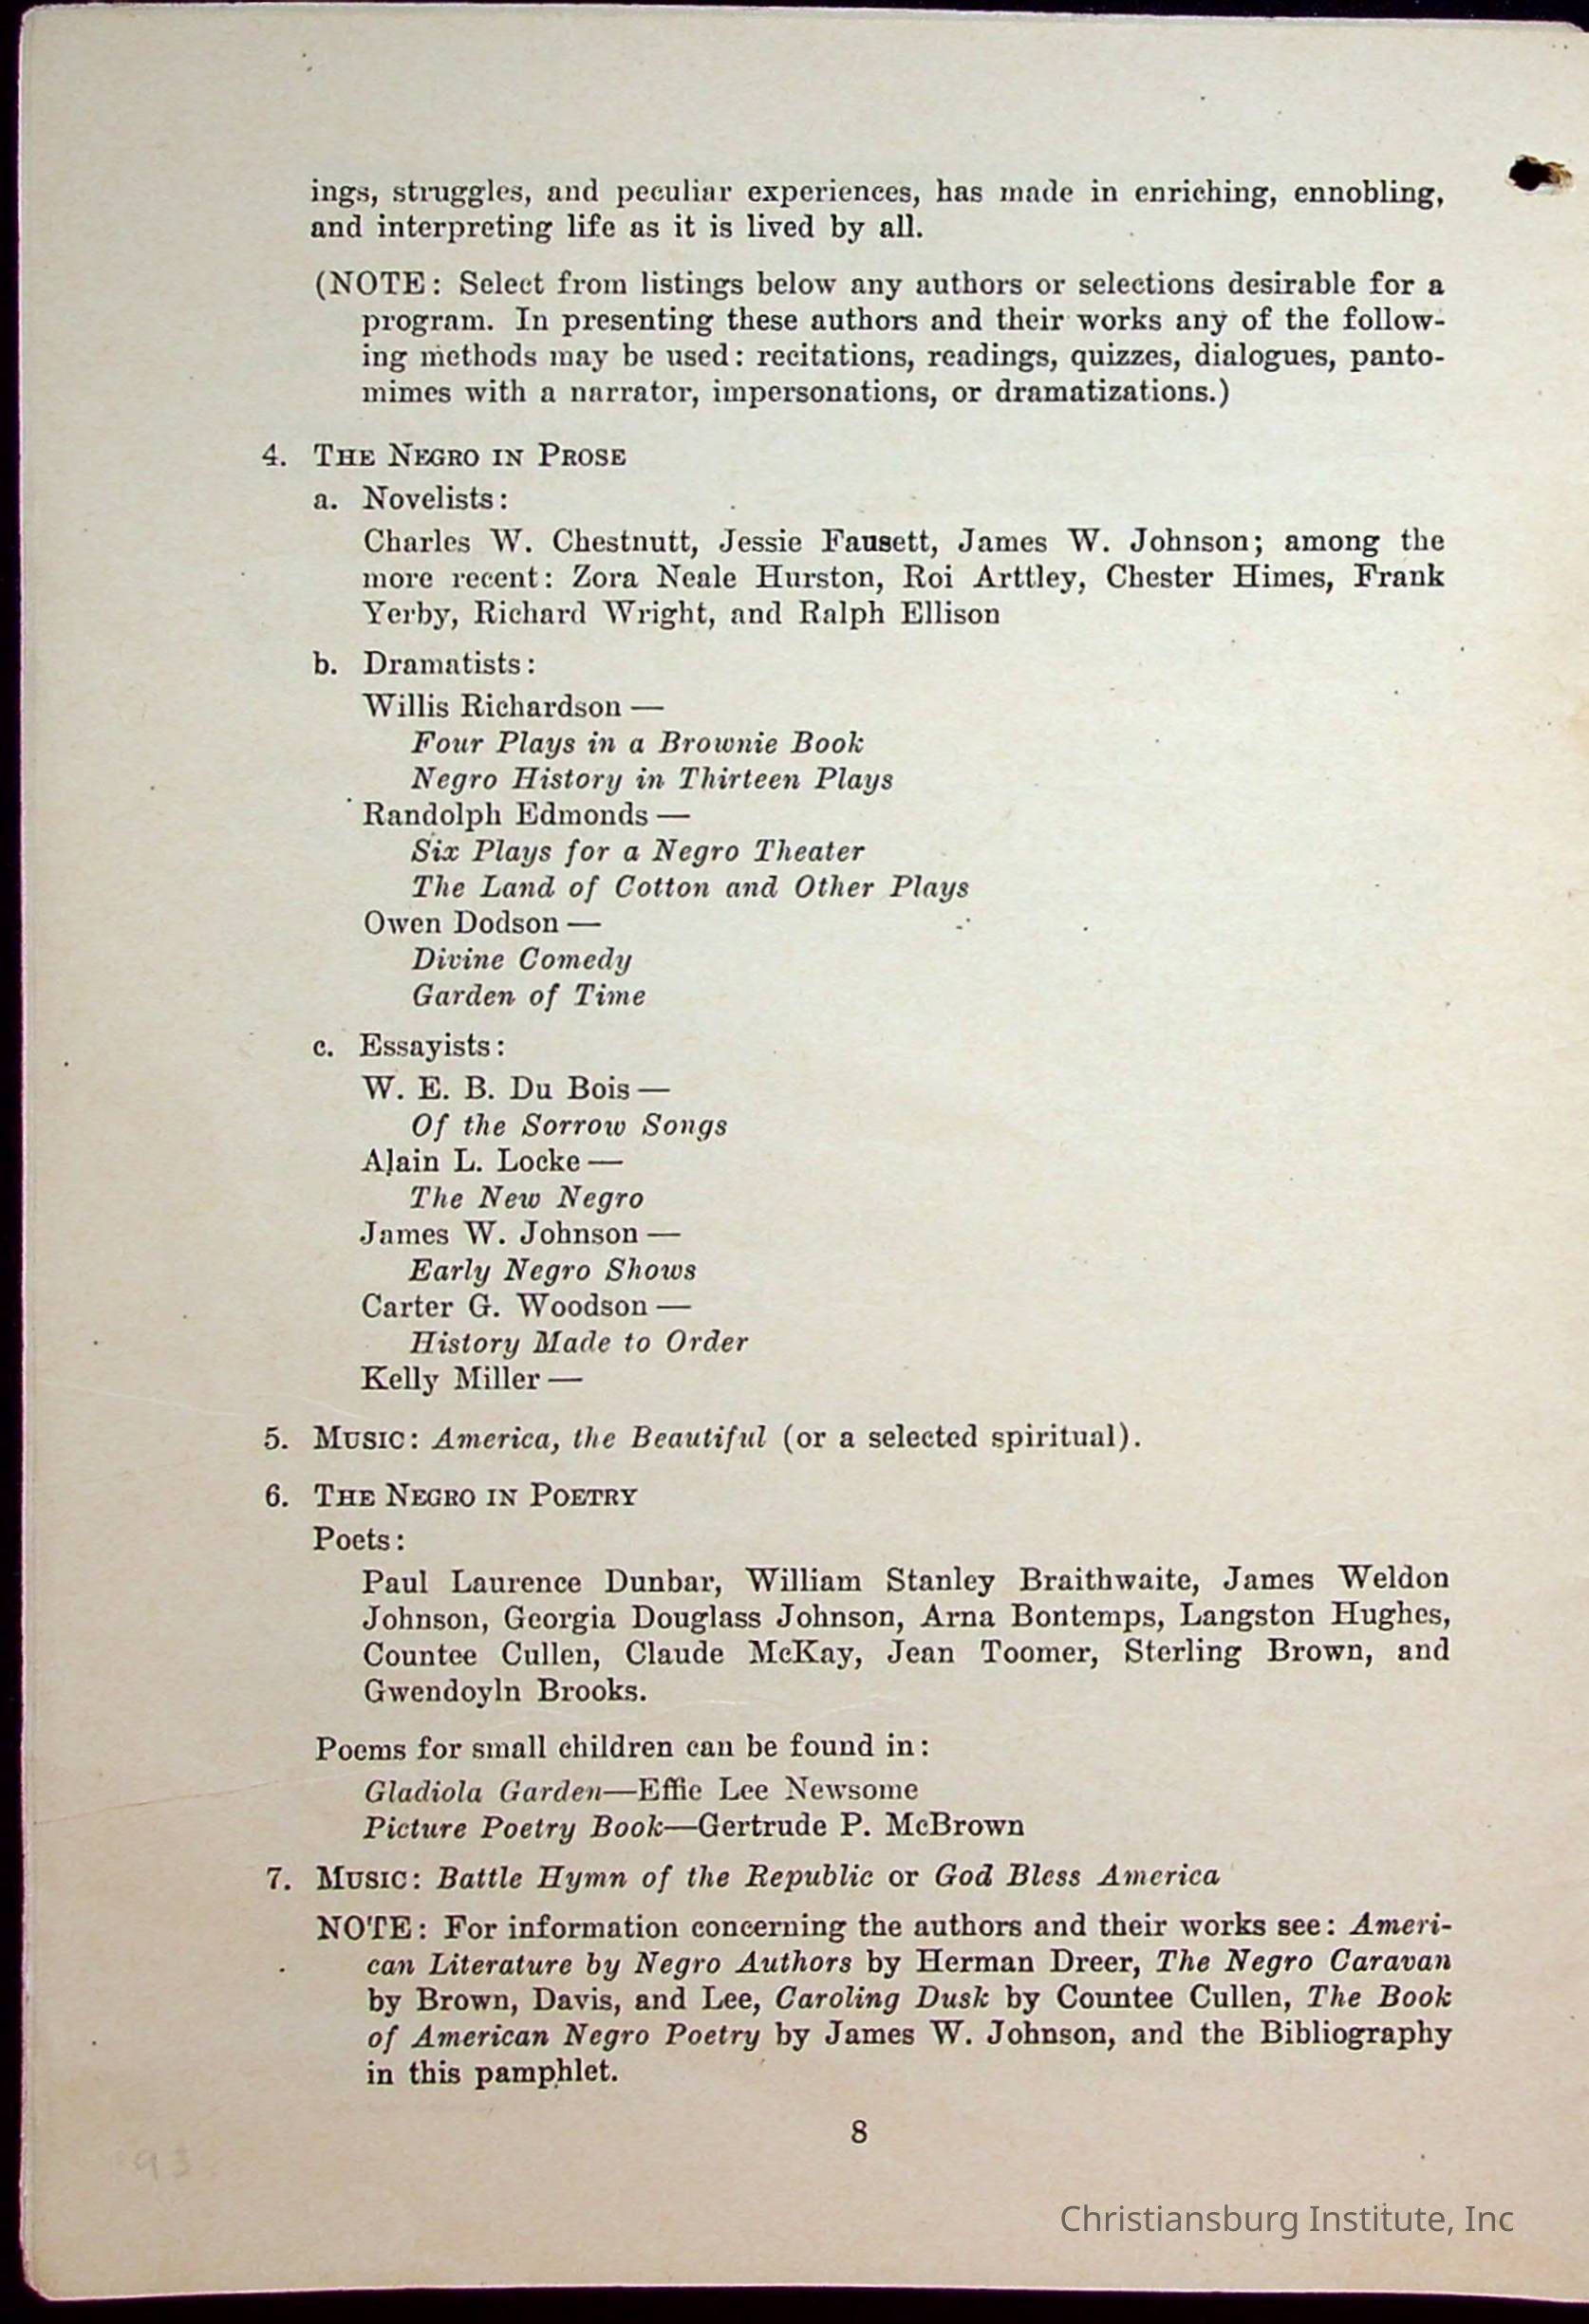 ings, struggles, and peculiar experiences, has made in enriching, ennobling,
and interpreting life as it is lived by all.
(NOTE: Select from listings below any authors or selections desirable for a
program. In presenting these authors and their works any of the follow-
ing methods may be used: recitations, readings, quizzes, dialogues, panto-
mimes with a narrator, impersonations, or dramatizations.)
4. THE NEGRO IN PROSE
a. Novelists:
Charles W. Chestnutt, Jessie Fausett, James W. Johnson; among the
more recent: Zora Neale Hurston, Roi Arttley, Chester Himes, Frank
Yerby, Richard Wright, and Ralph Ellison
b. Dramatists:
Willis Richardson —
Four Plays in a Brownie Book
Negro History in Thirteen Plays
Randolph Edmonds —
Six Plays for a Negro Theater
The Land of Cotton and Other Plays
Owen Dodson —
Divine Comedy
Garden of Time
c. Essayists:
W. E. B. Du Bois —
Of the Sorrow Songs
Alain L. Locke —
The New Negro
James W. Johnson —
Early Negro Shows
Carter G. Woodson —
History Made to Order
Kelly Miller —
5. MUSIC: America, the Beautiful (or a selected spiritual).
6. THE NEGRO IN POETRY
Poets:
Paul Laurence Dunbar, William Stanley Braithwaite, James Weldon
Johnson, Georgia Douglass Johnson, Arna Bontemps, Langston Hughes,
Countee Cullen, Claude McKay, Jean Toomer, Sterling Brown, and
Gwendoyln Brooks.
Poems for small children can be found in:
Gladiola Garden—Effie Lee Newsome
Picture Poetry Book—Gertrude P. McBrown
7. MUSIC: Battle Hymn of the Republic or God Bless America
NOTE: For information concerning the authors and their works see: Ameri-
can Literature by Negro Authors by Herman Dreer, The Negro Caravan
by Brown, Davis, and Lee, Caroling Dusk by Countee Cullen, The Book
of American Negro Poetry by James W. Johnson, and the Bibliography
in this pamphlet.
8
93
Christiansburg Institute, Inc